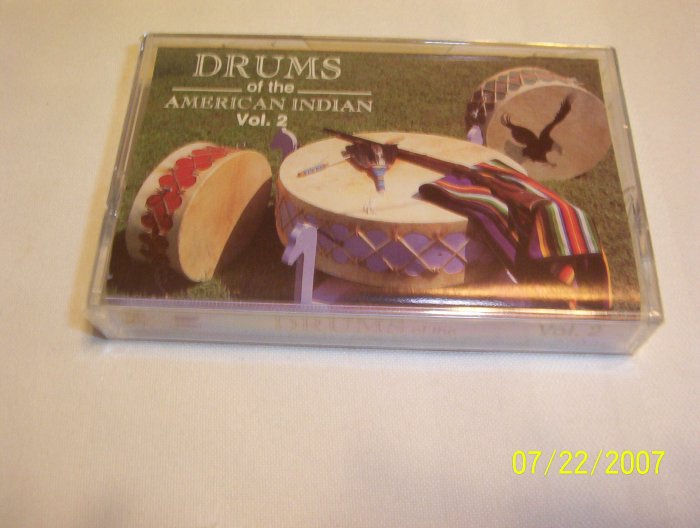 DRUMS
of the
AMERICAN INDIAN
Vol. 2
DRUMS of the
Vol. 2
07/22/2007